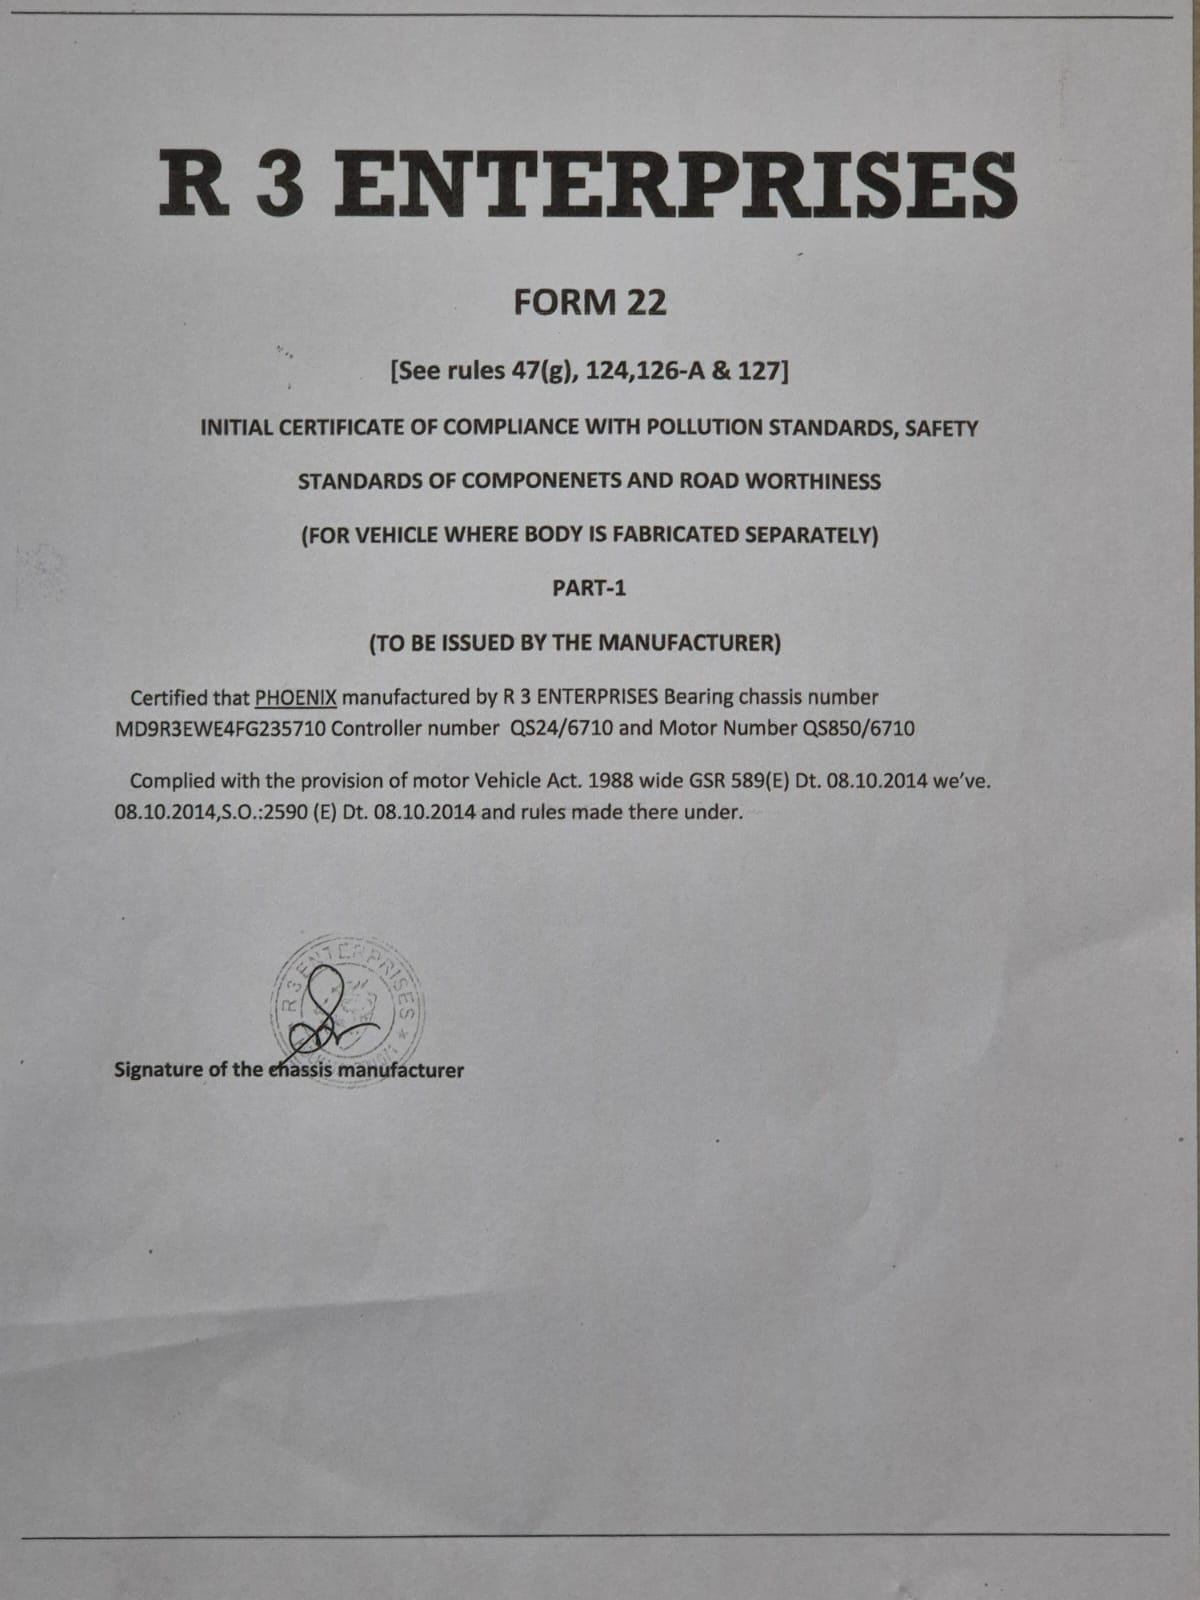 R 3 ENTERPRISES
FORM 22
[See rules 47(g), 124,126-A & 127]
INITIAL CERTIFICATE OF COMPLIANCE WITH POLLUTION STANDARDS, SAFETY
STANDARDS OF COMPONENETS AND ROAD WORTHINESS
(FOR VEHICLE WHERE BODY IS FABRICATED SEPARATELY)
PART-1
(TO BE ISSUED BY THE MANUFACTURER)
Certified that PHOENIX manufactured by R 3 ENTERPRISES Bearing chassis number
MD9R3EWE4FG235710 Controller number QS24/6710 and Motor Number QS850/6710
Complied with the provision of motor Vehicle Act. 1988 wide GSR 589(E) Dt. 08.10.2014 we've.
08.10.2014,S.O.:2590 (E) Dt. 08.10.2014 and rules made there under.
R 3 ENTERPRISES
Signature of the chassis manufacturer